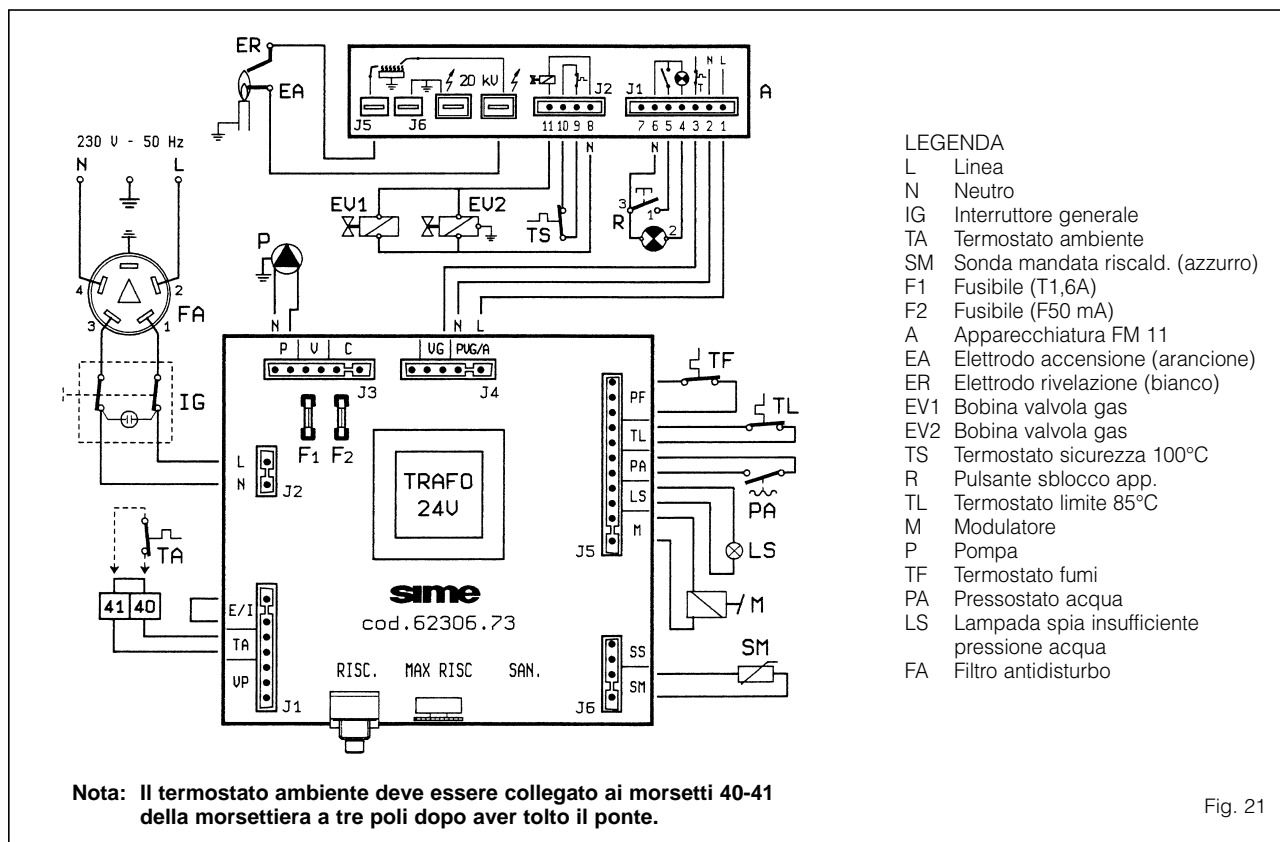 ER
EA
20 kV
J5
J6
J2
J1
N L
T
A
11 10 9 8
7 6 5 4 3 2 1
N
N
230 V - 50 Hz
N
L
EV1
EV2
TS
R
3
1
2
P
4
2
3
1
FA
N
N L
P V C
VG PVG/A
J3
J4
IG
F1 F2
L
N
J2
TRAFO
24V
PF
TL
PA
LS
M
J5
TF
TL
PA
LS
M
TA
41 40
E/I
TA
VP
J1
sime
cod.62306.73
RISC. MAX RISC SAN.
SS
SM
J6
SM
LEGENDA
L Linea
N Neutro
IG Interruttore generale
TA Termostato ambiente
SM Sonda mandata riscald. (azzurro)
F1 Fusibile (T1,6A)
F2 Fusibile (F50 mA)
A Apparecchiatura FM 11
EA Elettrodo accensione (arancione)
ER Elettrodo rivelazione (bianco)
EV1 Bobina valvola gas
EV2 Bobina valvola gas
TS Termostato sicurezza 100°C
R Pulsante sblocco app.
TL Termostato limite 85°C
M Modulatore
P Pompa
TF Termostato fumi
PA Pressostato acqua
LS Lampada spia insufficiente
pressione acqua
FA Filtro antidisturbo
Nota: Il termostato ambiente deve essere collegato ai morsetti 40-41
della morsettiera a tre poli dopo aver tolto il ponte.
Fig. 21